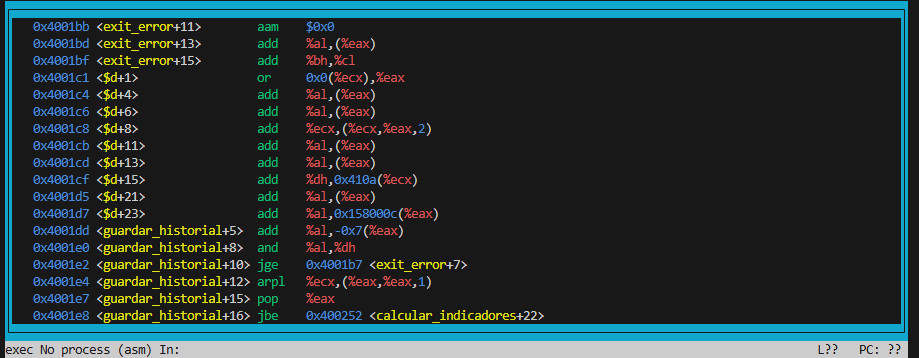 0x4001bb <exit_error+11> aam $0x0
0x4001bd <exit_error+13> add %al,(%eax)
0x4001bf <exit_error+15> add %bh,%cl
0x4001c1 <$d+1> or 0x0(%ecx),%eax
0x4001c4 <$d+4> add %al,(%eax)
0x4001c6 <$d+6> add %al,(%eax)
0x4001c8 <$d+8> add %ecx,(%ecx,%eax,2)
0x4001cb <$d+11> add %al,(%eax)
0x4001cd <$d+13> add %al,(%eax)
0x4001cf <$d+15> add %dh,0x410a(%ecx)
0x4001d5 <$d+21> add %al,(%eax)
0x4001d7 <$d+23> add %al,0x158000c(%eax)
0x4001dd <guardar_historial+5> add %al,-0x7(%eax)
0x4001e0 <guardar_historial+8> and %al,%dh
0x4001e2 <guardar_historial+10> jge 0x4001b7 <exit_error+7>
0x4001e4 <guardar_historial+12> arpl %ecx,(%eax,%eax,1)
0x4001e7 <guardar_historial+15> pop %eax
0x4001e8 <guardar_historial+16> jbe 0x400252 <calcular_indicadores+22>
exec No process (asm) In: L?? PC: ??